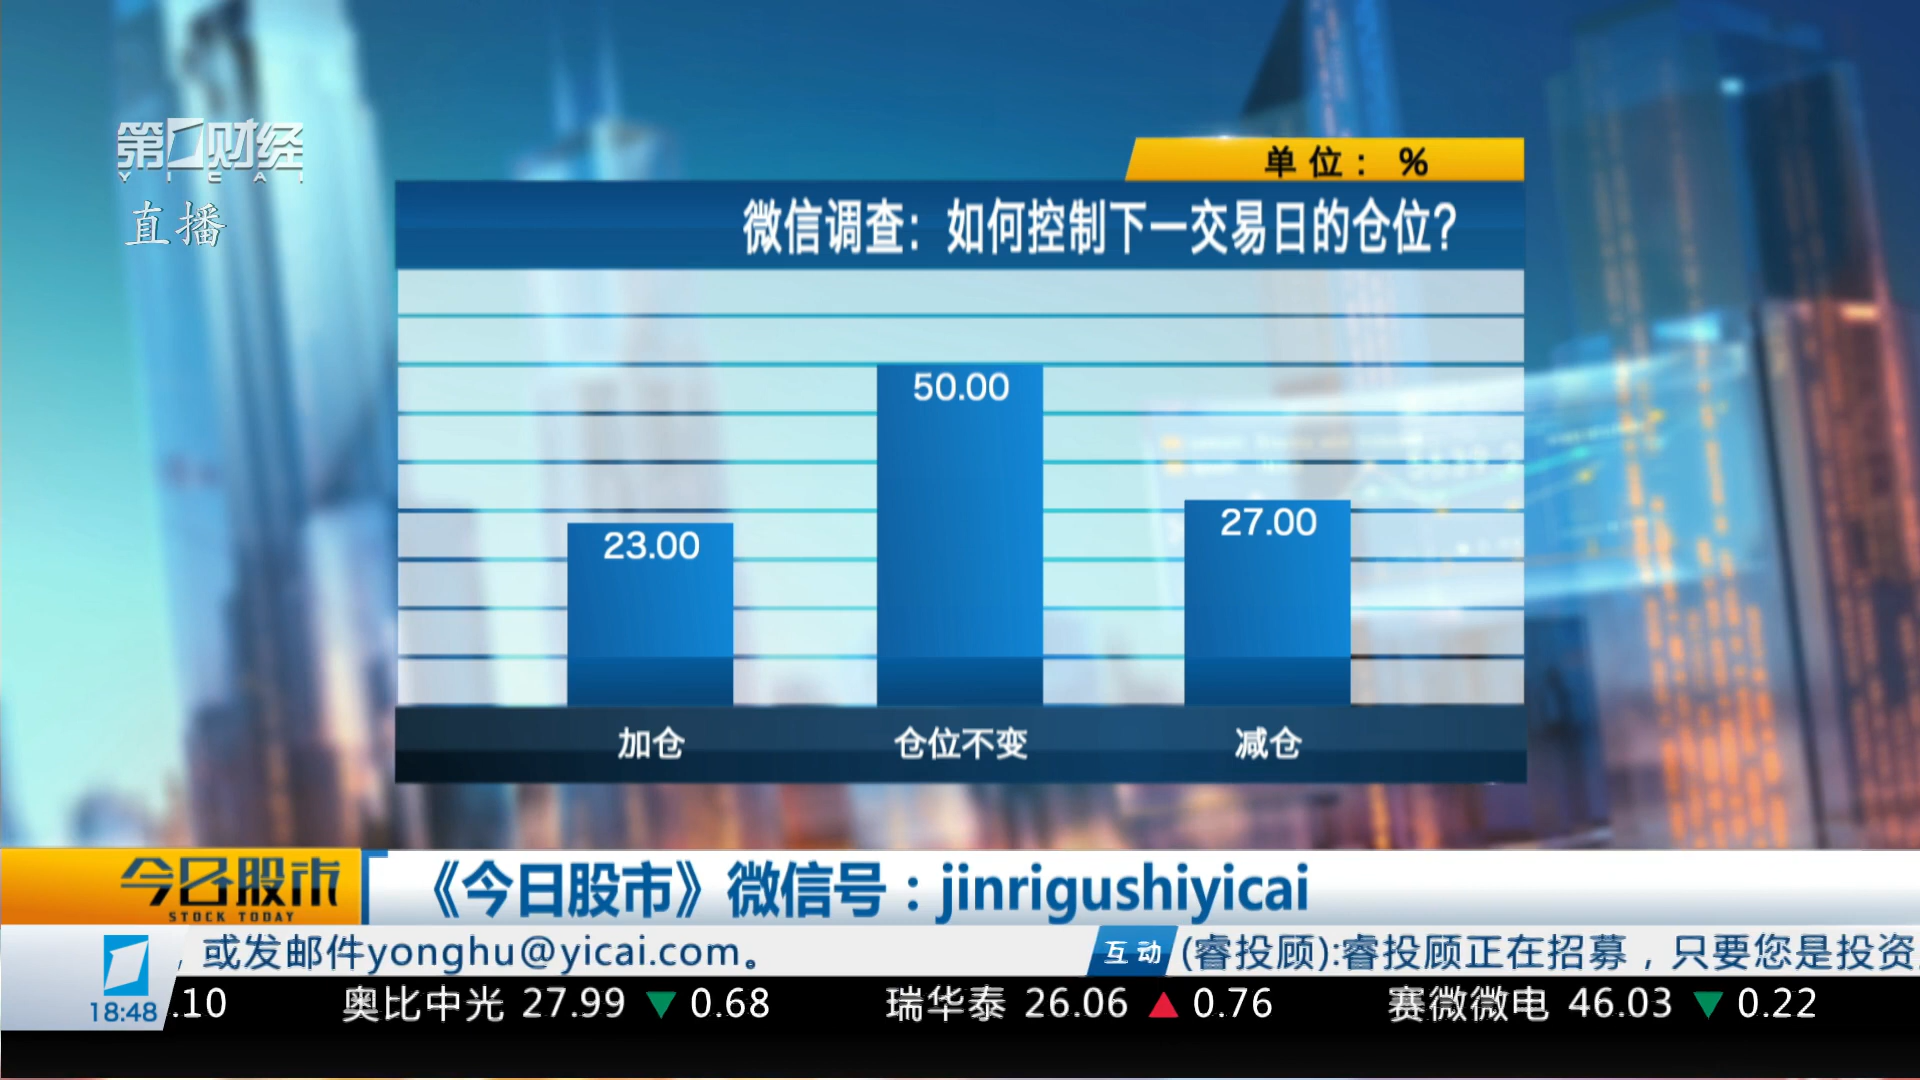 第一财经
YICAI
直播
单位：%
微信调查：如何控制下一交易日的仓位？
50.00
27.00
23.00
加仓 仓位不变 减仓
今日股市
STOCK TODAY
《今日股市》微信号：jinrigushiyicai
，或发邮件yonghu@yicai.com。 互动 (睿投顾):睿投顾正在招募，只要您是投资
18:48
.10 奥比中光 27.99 ▼ 0.68 瑞华泰 26.06 ▲ 0.76 赛微微电 46.03 ▼ 0.22